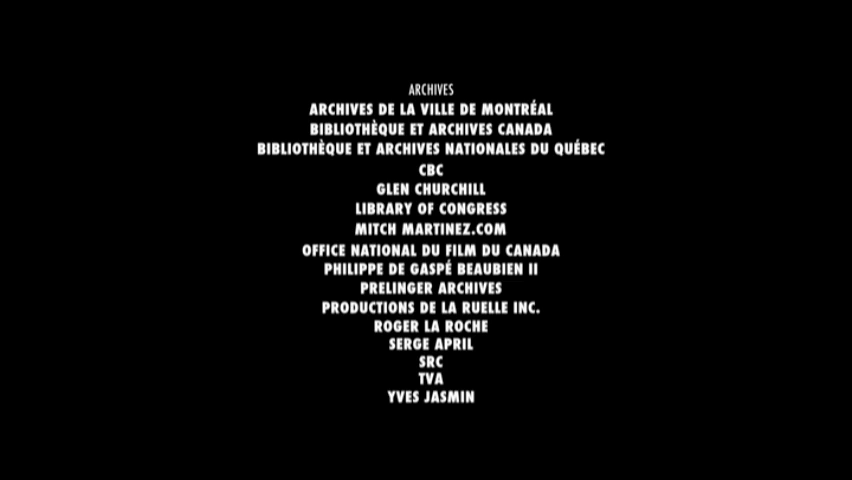 ARCHIVES
ARCHIVES DE LA VILLE DE MONTRÉAL
BIBLIOTHÈQUE ET ARCHIVES CANADA
BIBLIOTHÈQUE ET ARCHIVES NATIONALES DU QUÉBEC
CBC
GLEN CHURCHILL
LIBRARY OF CONGRESS
MITCH MARTINEZ.COM
OFFICE NATIONAL DU FILM DU CANADA
PHILIPPE DE GASPÉ BEAUBIEN II
PRELINGER ARCHIVES
PRODUCTIONS DE LA RUELLE INC.
ROGER LA ROCHE
SERGE APRIL
SRC
TVA
YVES JASMIN